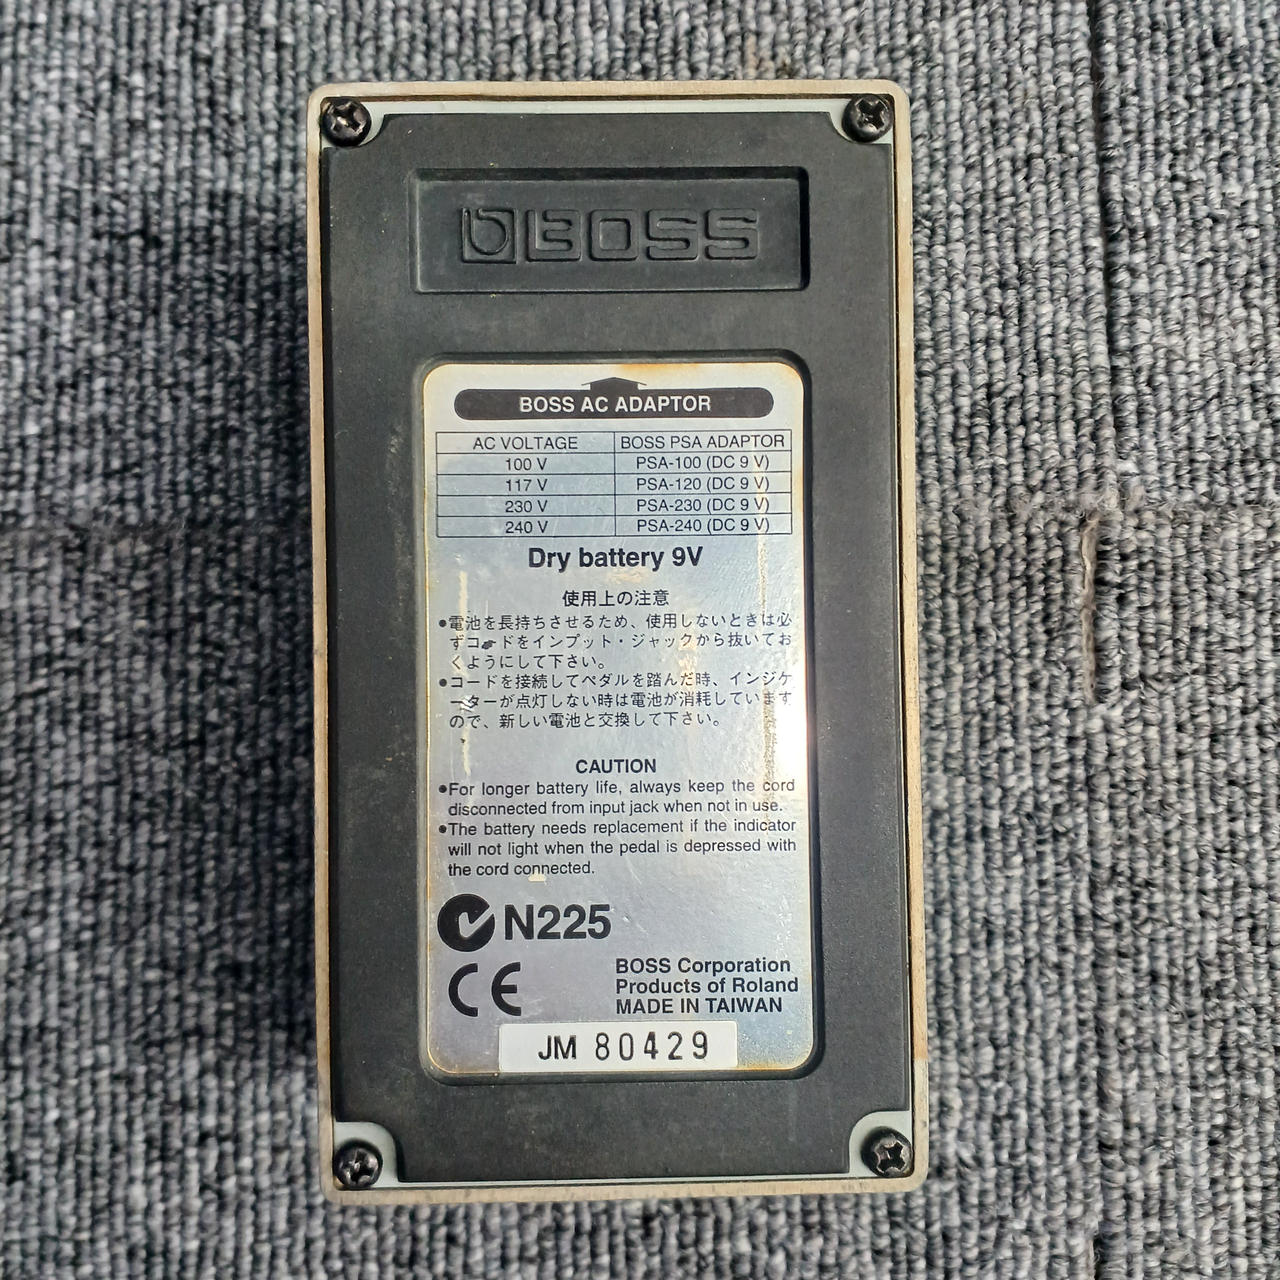 BOSS
BOSS AC ADAPTOR
AC VOLTAGE BOSS PSA ADAPTOR
100 V PSA-100 (DC 9 V)
117 V PSA-120 (DC 9 V)
230 V PSA-230 (DC 9 V)
240 V PSA-240 (DC 9 V)
Dry battery 9V
使用上の注意
●電池を長持ちさせるため、使用しないときは必
ずコードをインプット・ジャックから抜いてお
くようにして下さい。
●コードを接続してペダルを踏んだ時、インジケ
ーターが点灯しない時は電池が消耗しています
ので、新しい電池と交換して下さい。
CAUTION
●For longer battery life, always keep the cord
disconnected from input jack when not in use.
●The battery needs replacement if the indicator
will not light when the pedal is depressed with
the cord connected.
N225
CE
BOSS Corporation
Products of Roland
MADE IN TAIWAN
JM 80429